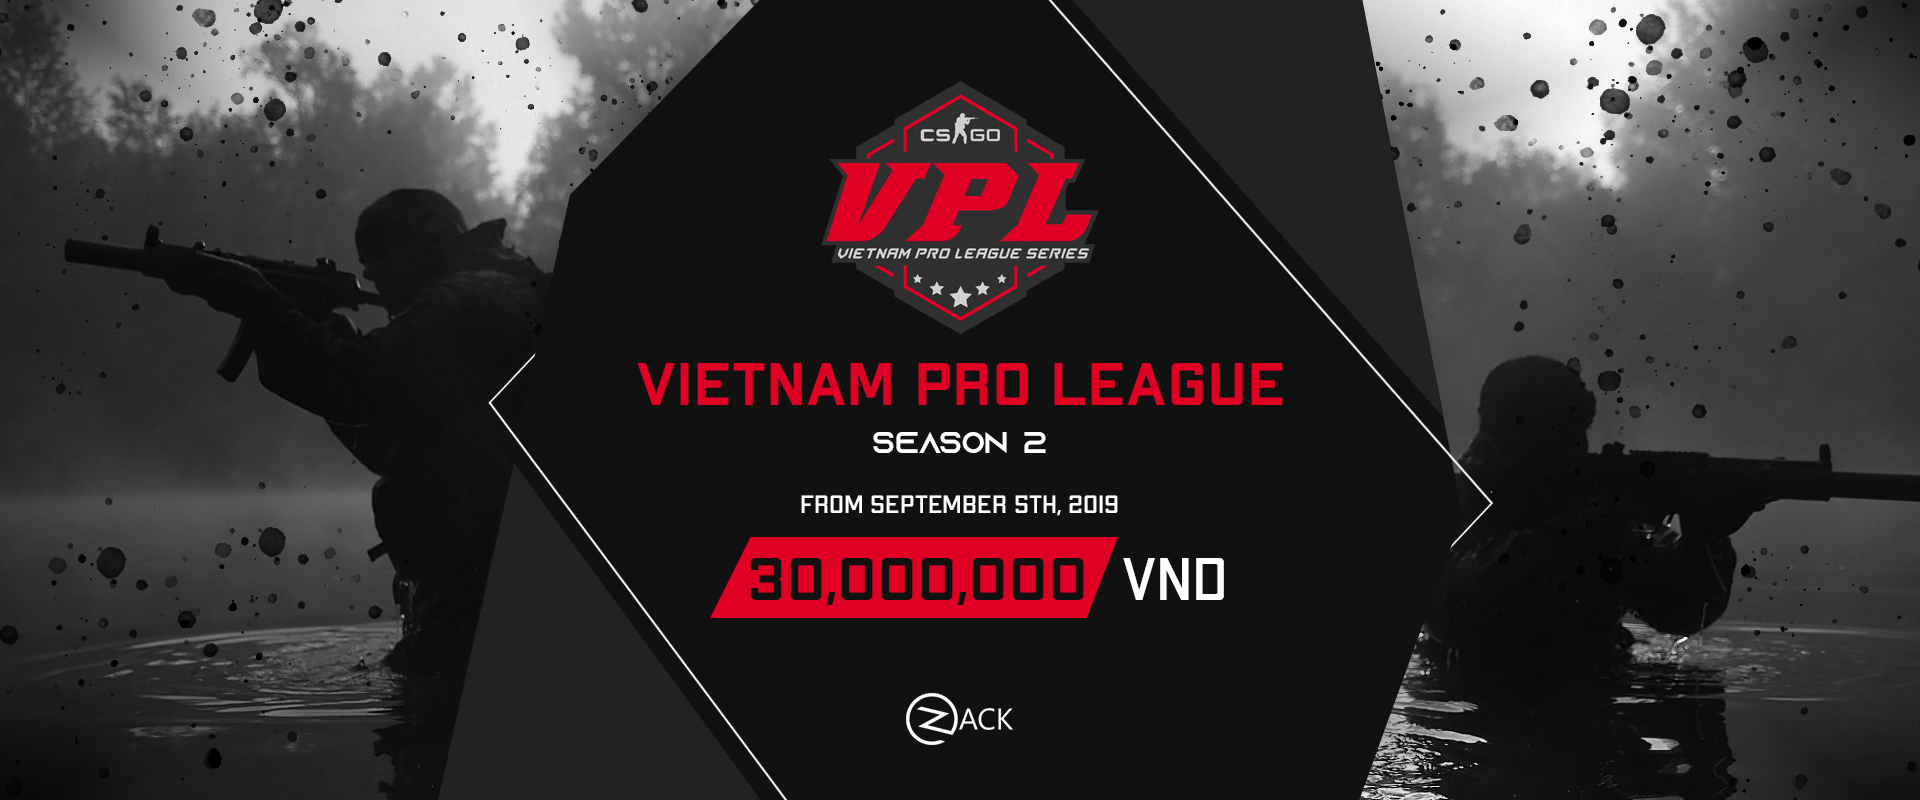 CS GO
VPL
VIETNAM PRO LEAGUE SERIES
VIETNAM PRO LEAGUE
SEASON 2
FROM SEPTEMBER 5TH, 2019
30,000,000 VND
ZACK